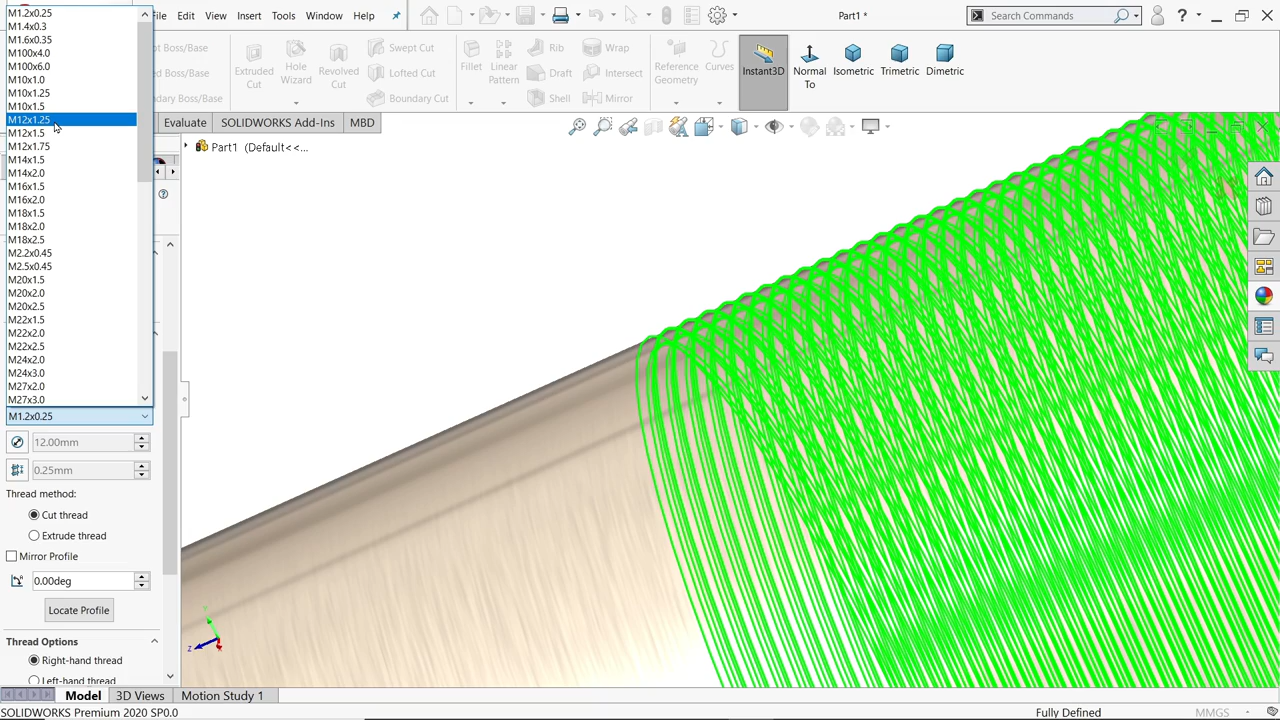 File
Edit
View
Insert
Tools
Window
Help
Part1 *
Search Commands
?
Boss/Base
ed Boss/Base
ndary Boss/Base
Extruded Cut
Hole Wizard
Revolved Cut
Swept Cut
Lofted Cut
Boundary Cut
Fillet
Linear Pattern
Rib
Draft
Shell
Wrap
Intersect
Mirror
Reference Geometry
Curves
Instant3D
Normal To
Isometric
Trimetric
Dimetric
Evaluate
SOLIDWORKS Add-Ins
MBD
Part1 (Default<<...
M1.2x0.25
M1.4x0.3
M1.6x0.35
M100x4.0
M100x6.0
M10x1.0
M10x1.25
M10x1.5
M12x1.25
M12x1.5
M12x1.75
M14x1.5
M14x2.0
M16x1.5
M16x2.0
M18x1.5
M18x2.0
M18x2.5
M2.2x0.45
M2.5x0.45
M20x1.5
M20x2.0
M20x2.5
M22x1.5
M22x2.0
M22x2.5
M24x2.0
M24x3.0
M27x2.0
M27x3.0
M1.2x0.25
12.00mm
0.25mm
Thread method:
Cut thread
Extrude thread
Mirror Profile
0.00deg
Locate Profile
Thread Options
Right-hand thread
Left-hand thread
Y
Z
X
Model
3D Views
Motion Study 1
SOLIDWORKS Premium 2020 SP0.0
Fully Defined
MMGS